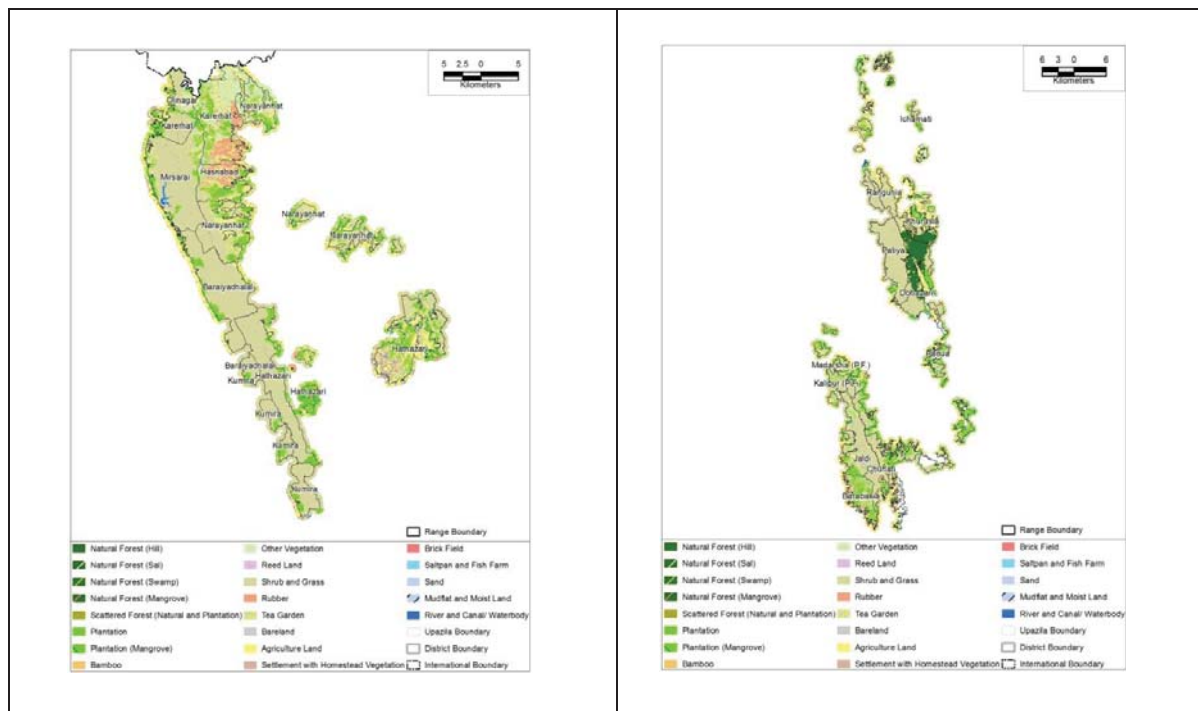 5 2.5 0 5
Kilometers
Narayanhat
Karerhat
Karerhat
Hasnabad
Mirsarai
Narayanhat
Narayanhat
Narayanhat
Baraiyadhala
Hathazari
Baraiyadhala
Hathazari
Kumira
Hathazari
Kumira
Kumira
Kumira
Range Boundary
Natural Forest (Hill)
Other Vegetation
Brick Field
Natural Forest (Sal)
Reed Land
Saltpan and Fish Farm
Natural Forest (Swamp)
Shrub and Grass
Sand
Natural Forest (Mangrove)
Rubber
Mudflat and Moist Land
Scattered Forest (Natural and Plantation)
Tea Garden
River and Canal/ Waterbody
Plantation
Bareland
Upazila Boundary
Plantation (Mangrove)
Agriculture Land
District Boundary
Bamboo
Settlement with Homestead Vegetation
International Boundary
6 3 0 6
Kilometers
Ichamati
Rangunia
Patiya
Madarsha (P.F.)
Kalipur (P.F.)
Jaldi
Chunati
Range Boundary
Natural Forest (Hill)
Other Vegetation
Brick Field
Natural Forest (Sal)
Reed Land
Saltpan and Fish Farm
Natural Forest (Swamp)
Shrub and Grass
Sand
Natural Forest (Mangrove)
Rubber
Mudflat and Moist Land
Scattered Forest (Natural and Plantation)
Tea Garden
River and Canal/ Waterbody
Plantation
Bareland
Upazila Boundary
Plantation (Mangrove)
Agriculture Land
District Boundary
Bamboo
Settlement with Homestead Vegetation
International Boundary